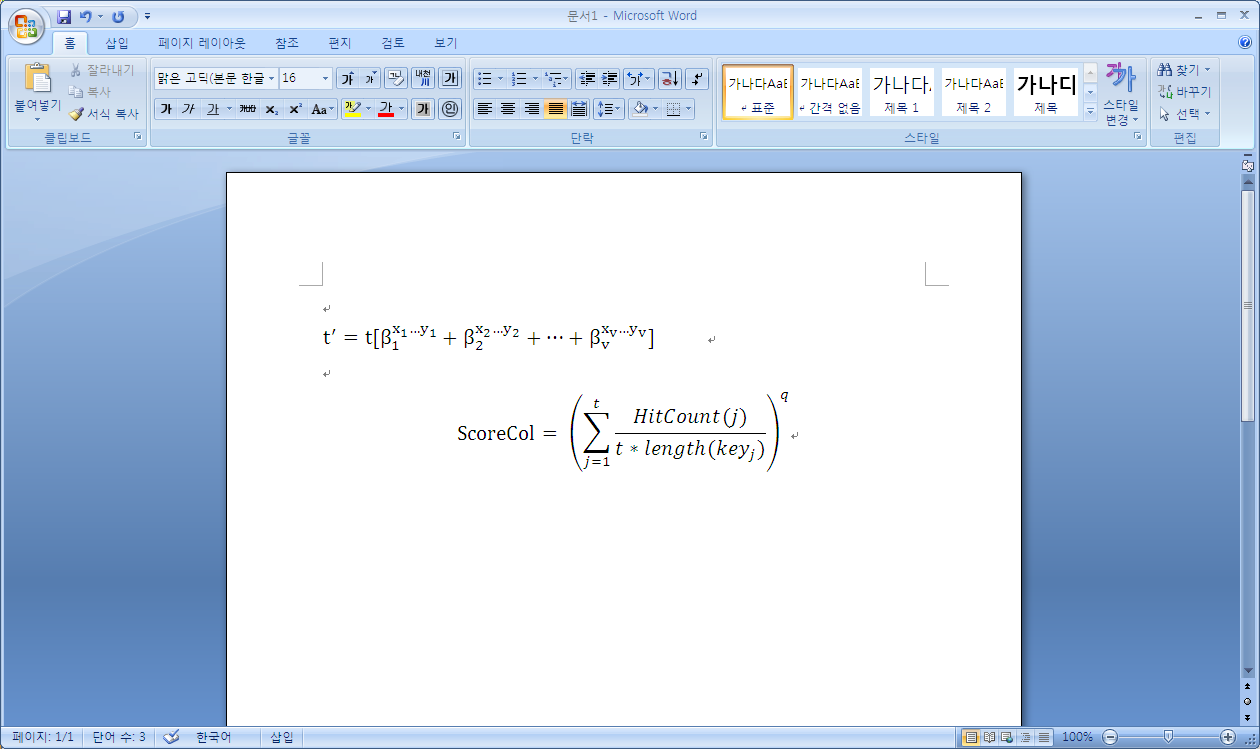 문서1 - Microsoft Word
홈 삽입 페이지 레이아웃 참조 편지 검토 보기
붙여넣기
잘라내기
복사
서식 복사
클립보드
맑은 고딕(본문 한글 16
글꼴
단락
가나다AaB 가나다AaB 가나다, 가나다AaB 가나다
표준 간격 없음 제목 1 제목 2 제목
스타일 변경
스타일
찾기
바꾸기
선택
편집
t′ = t[β₁^(x₁…y₁) + β₂^(x₂…y₂) + ⋯ + βᵥ^(xᵥ…yᵥ)]
ScoreCol = (∑_(j=1)^t HitCount(j) / (t ∗ length(key_j)))^q
페이지: 1/1 단어 수: 3 한국어 삽입 100%